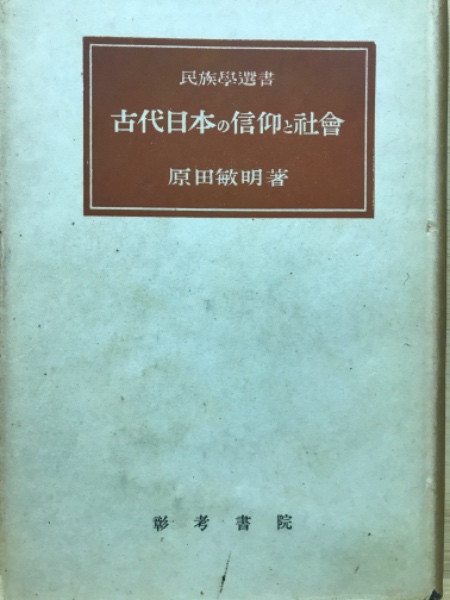 民族學選書
古代日本の信仰と社會
原田敏明著
彰考書院